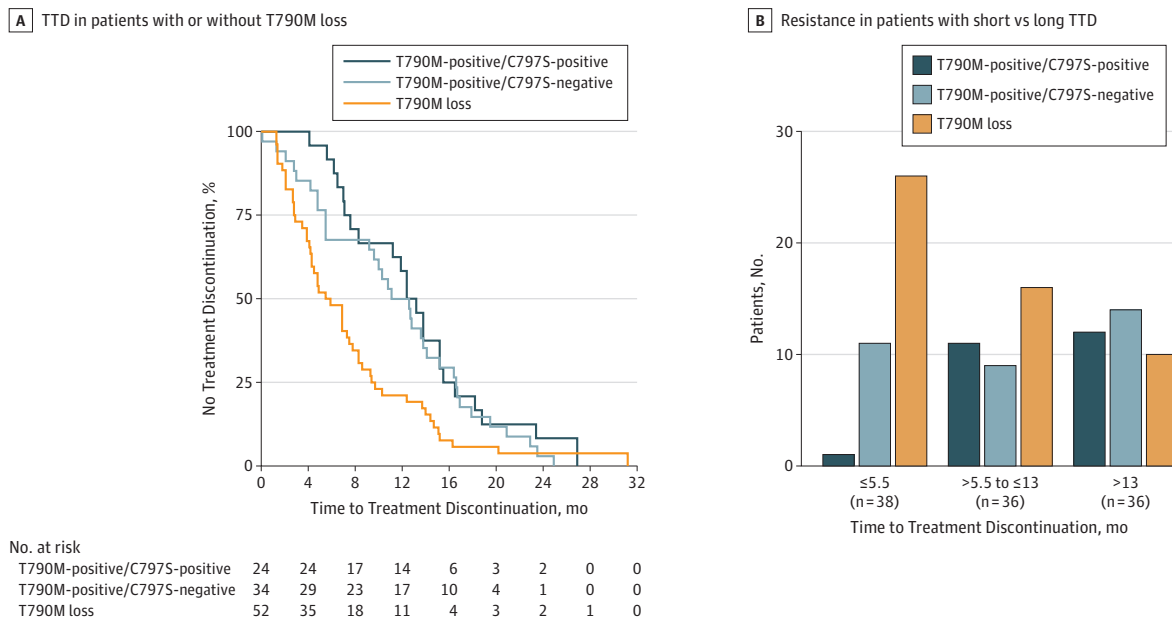 A TTD in patients with or without T790M loss
T790M-positive/C797S-positive
T790M-positive/C797S-negative
T790M loss
100
75
50
25
0
No Treatment Discontinuation, %
0 4 8 12 16 20 24 28 32
Time to Treatment Discontinuation, mo
No. at risk
T790M-positive/C797S-positive 24 24 17 14 6 3 2 0 0
T790M-positive/C797S-negative 34 29 23 17 10 4 1 0 0
T790M loss 52 35 18 11 4 3 2 1 0
B Resistance in patients with short vs long TTD
T790M-positive/C797S-positive
T790M-positive/C797S-negative
T790M loss
30
20
10
0
Patients, No.
≤5.5 >5.5 to ≤13 >13
(n=38) (n=36) (n=36)
Time to Treatment Discontinuation, mo